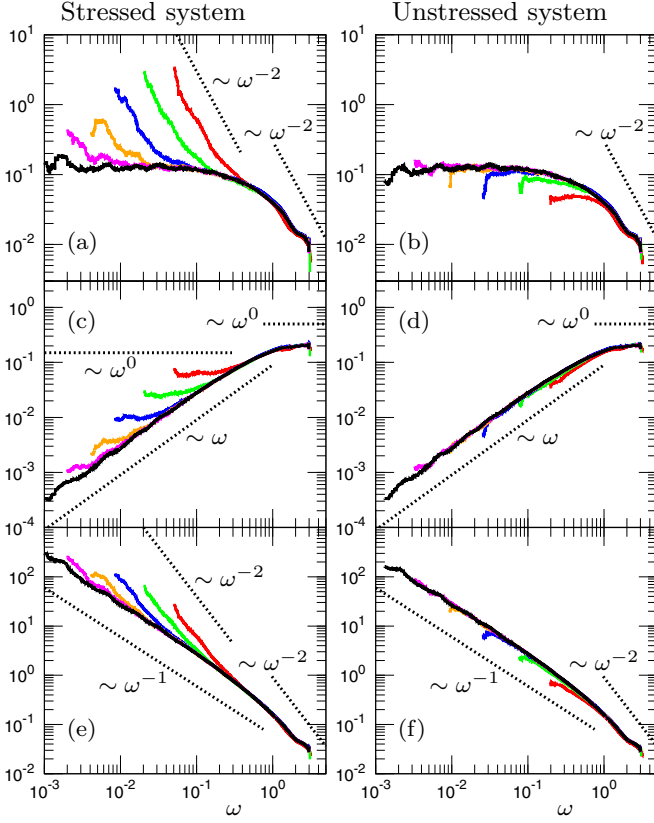 Stressed system Unstressed system
10^1
~ ω^{-2}
10^0
~ ω^{-2} ~ ω^{-2}
10^{-1}
10^{-2}
(a) (b)
10^0
(c) ~ ω^0 (d) ~ ω^0
10^{-1}
~ ω^0
10^{-2}
~ ω ~ ω
10^{-3}
10^{-4}
10^2
~ ω^{-2}
10^1
10^0
~ ω^{-1} ~ ω^{-2} ~ ω^{-1} ~ ω^{-2}
10^{-1}
(e) (f)
10^{-2}
10^{-3} 10^{-2} 10^{-1} 10^0 10^{-3} 10^{-2} 10^{-1} 10^0
ω ω